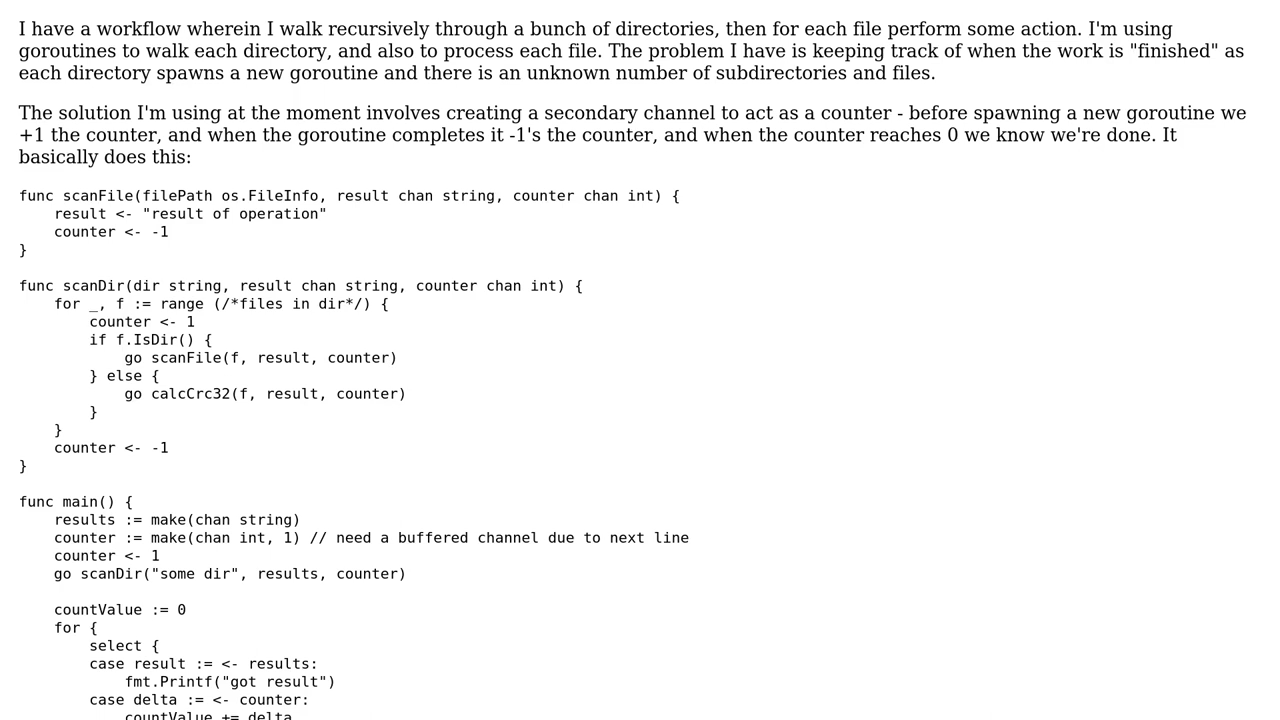 I have a workflow wherein I walk recursively through a bunch of directories, then for each file perform some action. I'm using
goroutines to walk each directory, and also to process each file. The problem I have is keeping track of when the work is "finished" as
each directory spawns a new goroutine and there is an unknown number of subdirectories and files.
The solution I'm using at the moment involves creating a secondary channel to act as a counter - before spawning a new goroutine we
+1 the counter, and when the goroutine completes it -1's the counter, and when the counter reaches 0 we know we're done. It
basically does this:
func scanFile(filePath os.FileInfo, result chan string, counter chan int) {
    result <- "result of operation"
    counter <- -1
}
func scanDir(dir string, result chan string, counter chan int) {
    for _, f := range (/*files in dir*/) {
        counter <- 1
        if f.IsDir() {
            go scanFile(f, result, counter)
        } else {
            go calcCrc32(f, result, counter)
        }
    }
    counter <- -1
}
func main() {
    results := make(chan string)
    counter := make(chan int, 1) // need a buffered channel due to next line
    counter <- 1
    go scanDir("some dir", results, counter)
    countValue := 0
    for {
        select {
        case result := <- results:
            fmt.Printf("got result")
        case delta := <- counter:
            countValue += delta